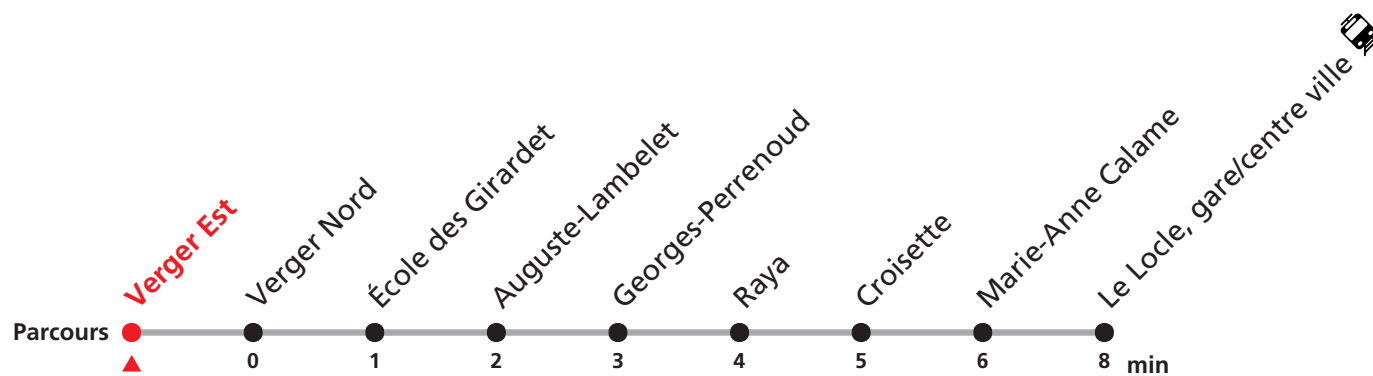 Verger Est
Verger Nord
École des Girardet
Auguste-Lambelet
Georges-Perrenoud
Raya
Croisette
Marie-Anne Calame
Le Locle, gare/centre ville
Parcours
0 1 2 3 4 5 6 8 min